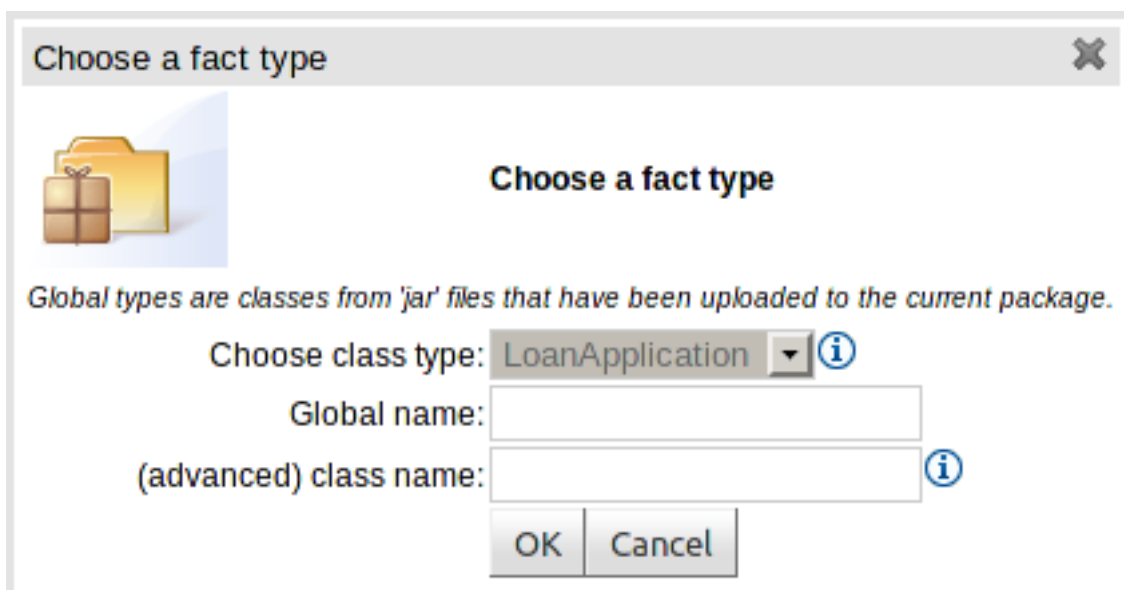 Choose a fact type
Choose a fact type
Global types are classes from 'jar' files that have been uploaded to the current package.
Choose class type: LoanApplication
Global name:
(advanced) class name:
OK Cancel